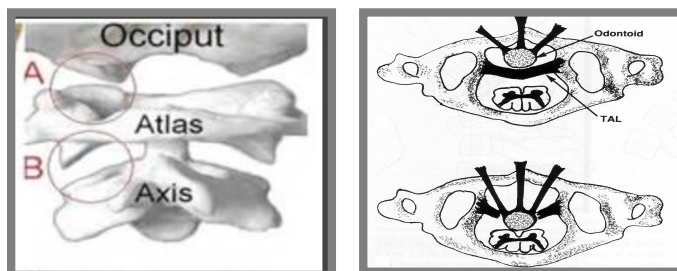 Occiput
A
Atlas
B
Axis
Odontoid
TAL